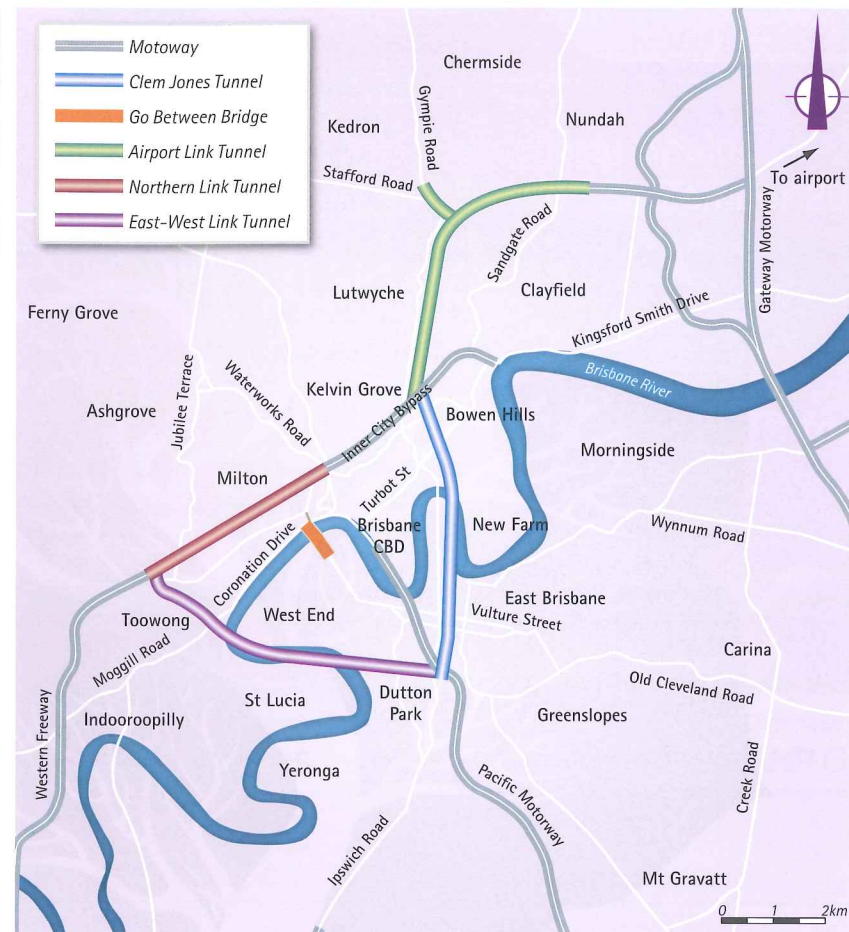 Motoway
Clem Jones Tunnel
Go Between Bridge
Airport Link Tunnel
Northern Link Tunnel
East-West Link Tunnel
Chermside
Gympie Road
Kedron
Nundah
Stafford Road
To airport
Sandgate Road
Gateway Motorway
Lutwyche
Clayfield
Ferny Grove
Kingsford Smith Drive
Jubilee Terrace
Waterworks Road
Kelvin Grove
Brisbane River
Ashgrove
Inner City Bypass
Bowen Hills
Morningside
Milton
Turbot St
Coronation Drive
Brisbane
CBD
New Farm
Wynnum Road
East Brisbane
Toowong
West End
Vulture Street
Moggill Road
Carina
St Lucia
Dutton
Park
Old Cleveland Road
Indooroopilly
Greenslopes
Western Freeway
Yeronga
Pacific Motorway
Creek Road
Ipswich Road
Mt Gravatt
0 1 2km